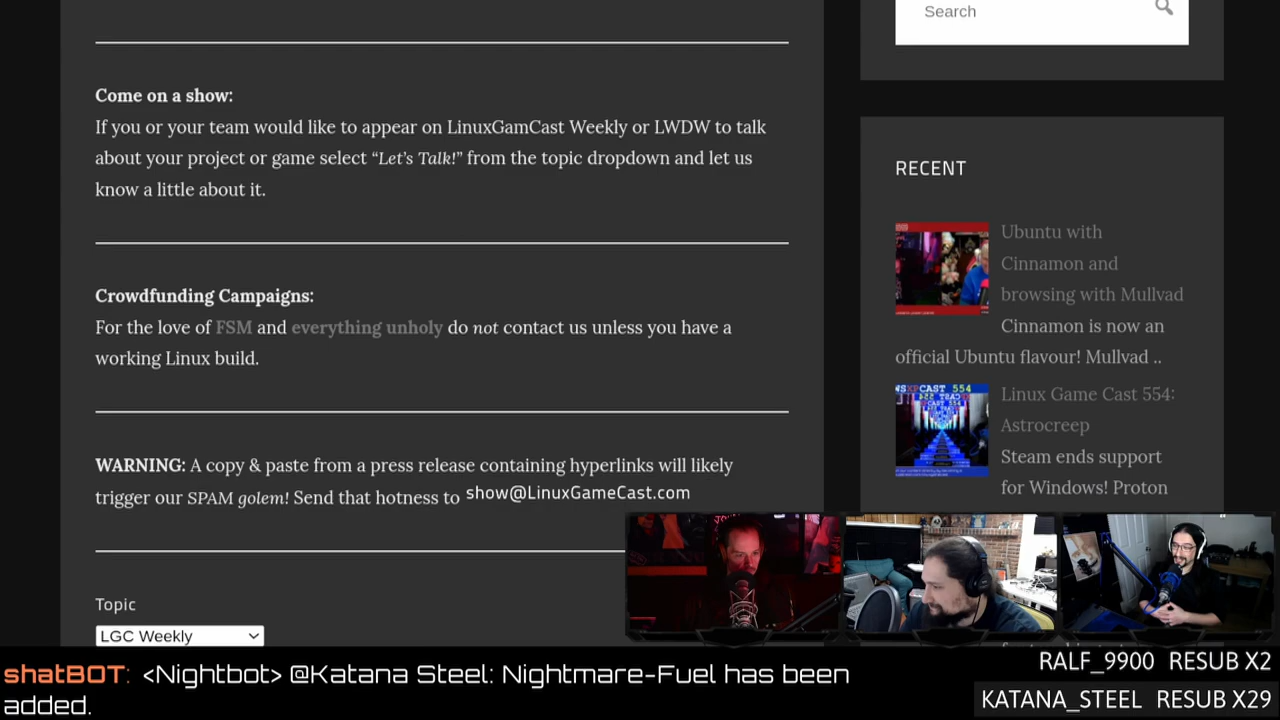 Search
Come on a show:
If you or your team would like to appear on LinuxGamCast Weekly or LWDW to talk
about your project or game select “Let’s Talk!” from the topic dropdown and let us
know a little about it.
Crowdfunding Campaigns:
For the love of FSM and everything unholy do not contact us unless you have a
working Linux build.
WARNING: A copy & paste from a press release containing hyperlinks will likely
trigger our SPAM golem! Send that hotness to show@LinuxGameCast.com
Topic
LGC Weekly
RECENT
Ubuntu with
Cinnamon and
browsing with Mullvad
Cinnamon is now an
official Ubuntu flavour! Mullvad ..
CAST 554
Linux Game Cast 554:
Astrocreep
Steam ends support
for Windows! Proton
shatBOT: <Nightbot> @Katana Steel: Nightmare-Fuel has been
added.
RALF_9900 RESUB X2
KATANA_STEEL RESUB X29